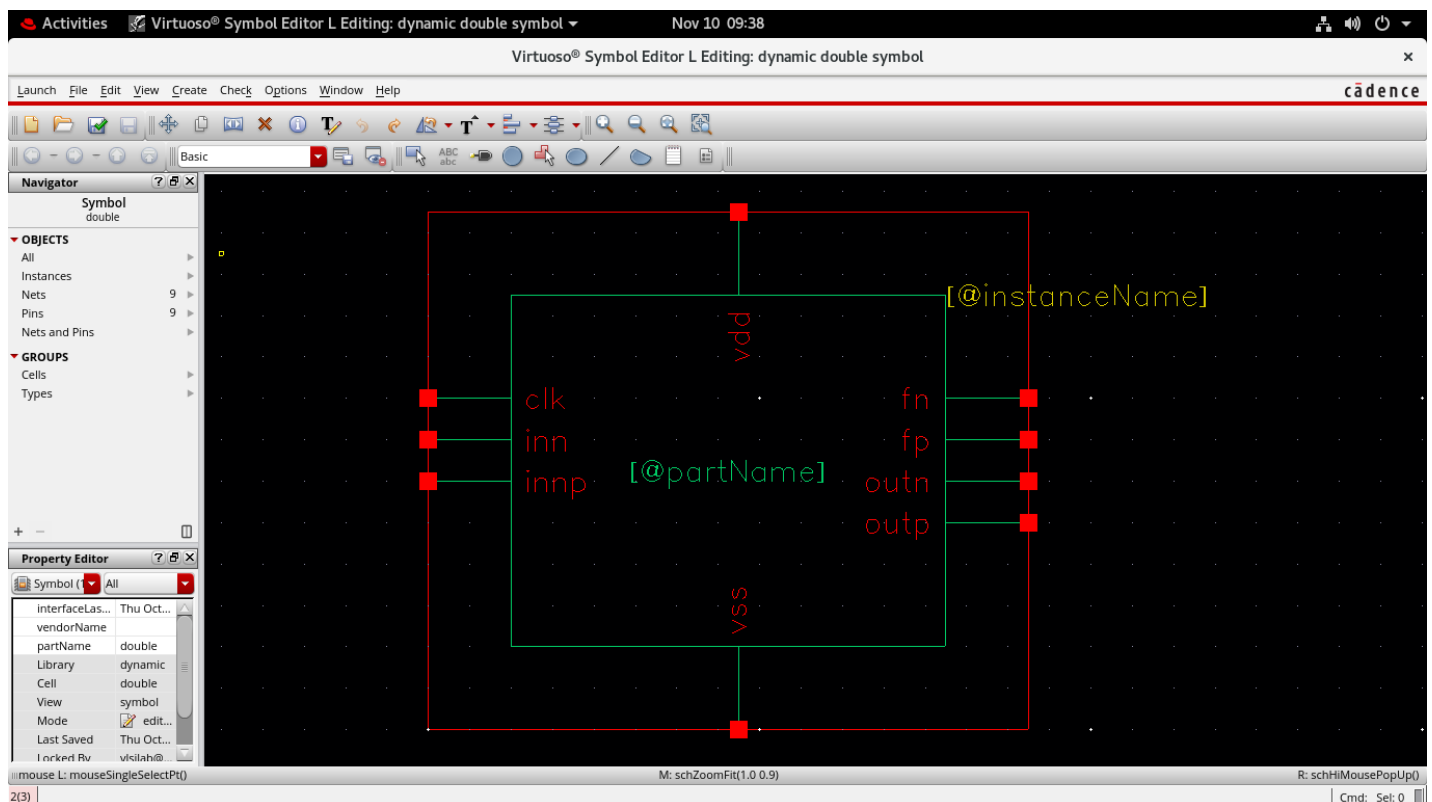 Activities Virtuoso® Symbol Editor L Editing: dynamic double symbol Nov 10 09:38
Virtuoso® Symbol Editor L Editing: dynamic double symbol ×
Launch File Edit View Create Check Options Window Help cādence
Basic
Navigator
Symbol
double
OBJECTS
All
Instances
Nets 9
Pins 9
Nets and Pins
GROUPS
Cells
Types
Property Editor
Symbol (1 All
interfaceLas... Thu Oct...
vendorName
partName double
Library dynamic
Cell double
View symbol
Mode edit...
Last Saved Thu Oct...
Locked By vlsilab@...
[@instanceName]
vdd
clk fn
inn fp
[@partName]
innp outn
outp
vss
mouse L: mouseSingleSelectPt() M: schZoomFit(1.0 0.9) R: schHiMousePopUp()
2(3) Cmd: Sel: 0